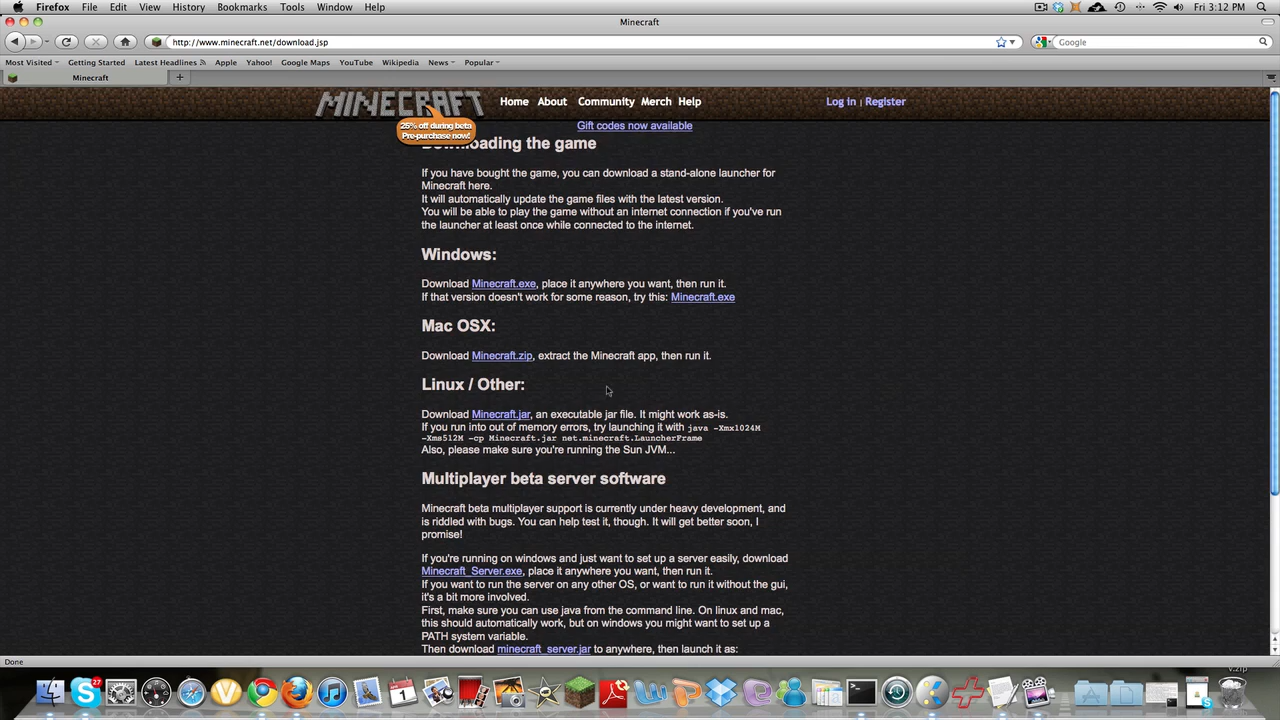 Firefox File Edit View History Bookmarks Tools Window Help Fri 3:12 PM
Minecraft
http://www.minecraft.net/download.jsp Google
Most Visited Getting Started Latest Headlines Apple Yahoo! Google Maps YouTube Wikipedia News Popular
Minecraft
MINECRAFT Home About Community Merch Help Log in | Register
25% off during beta
Pre-purchase now!
Gift codes now available
Downloading the game
If you have bought the game, you can download a stand-alone launcher for
Minecraft here.
It will automatically update the game files with the latest version.
You will be able to play the game without an internet connection if you've run
the launcher at least once while connected to the internet.
Windows:
Download Minecraft.exe, place it anywhere you want, then run it.
If that version doesn't work for some reason, try this: Minecraft.exe
Mac OSX:
Download Minecraft.zip, extract the Minecraft app, then run it.
Linux / Other:
Download Minecraft.jar, an executable jar file. It might work as-is.
If you run into out of memory errors, try launching it with java -Xmx1024M
-Xms512M -cp Minecraft.jar net.minecraft.LauncherFrame
Also, please make sure you're running the Sun JVM...
Multiplayer beta server software
Minecraft beta multiplayer support is currently under heavy development, and
is riddled with bugs. You can help test it, though. It will get better soon, I
promise!
If you're running on windows and just want to set up a server easily, download
Minecraft_Server.exe, place it anywhere you want, then run it.
If you want to run the server on any other OS, or want to run it without the gui,
it's a bit more involved.
First, make sure you can use java from the command line. On linux and mac,
this should automatically work, but on windows you might want to set up a
PATH system variable.
Then download minecraft_server.jar to anywhere, then launch it as:
Done
27
1